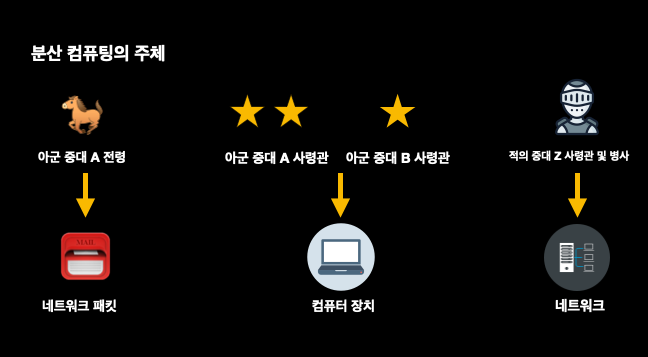 분산 컴퓨팅의 주체
아군 중대 A 전령
아군 중대 A 사령관
아군 중대 B 사령관
적의 중대 Z 사령관 및 병사
MAIL
네트워크 패킷
컴퓨터 장치
네트워크